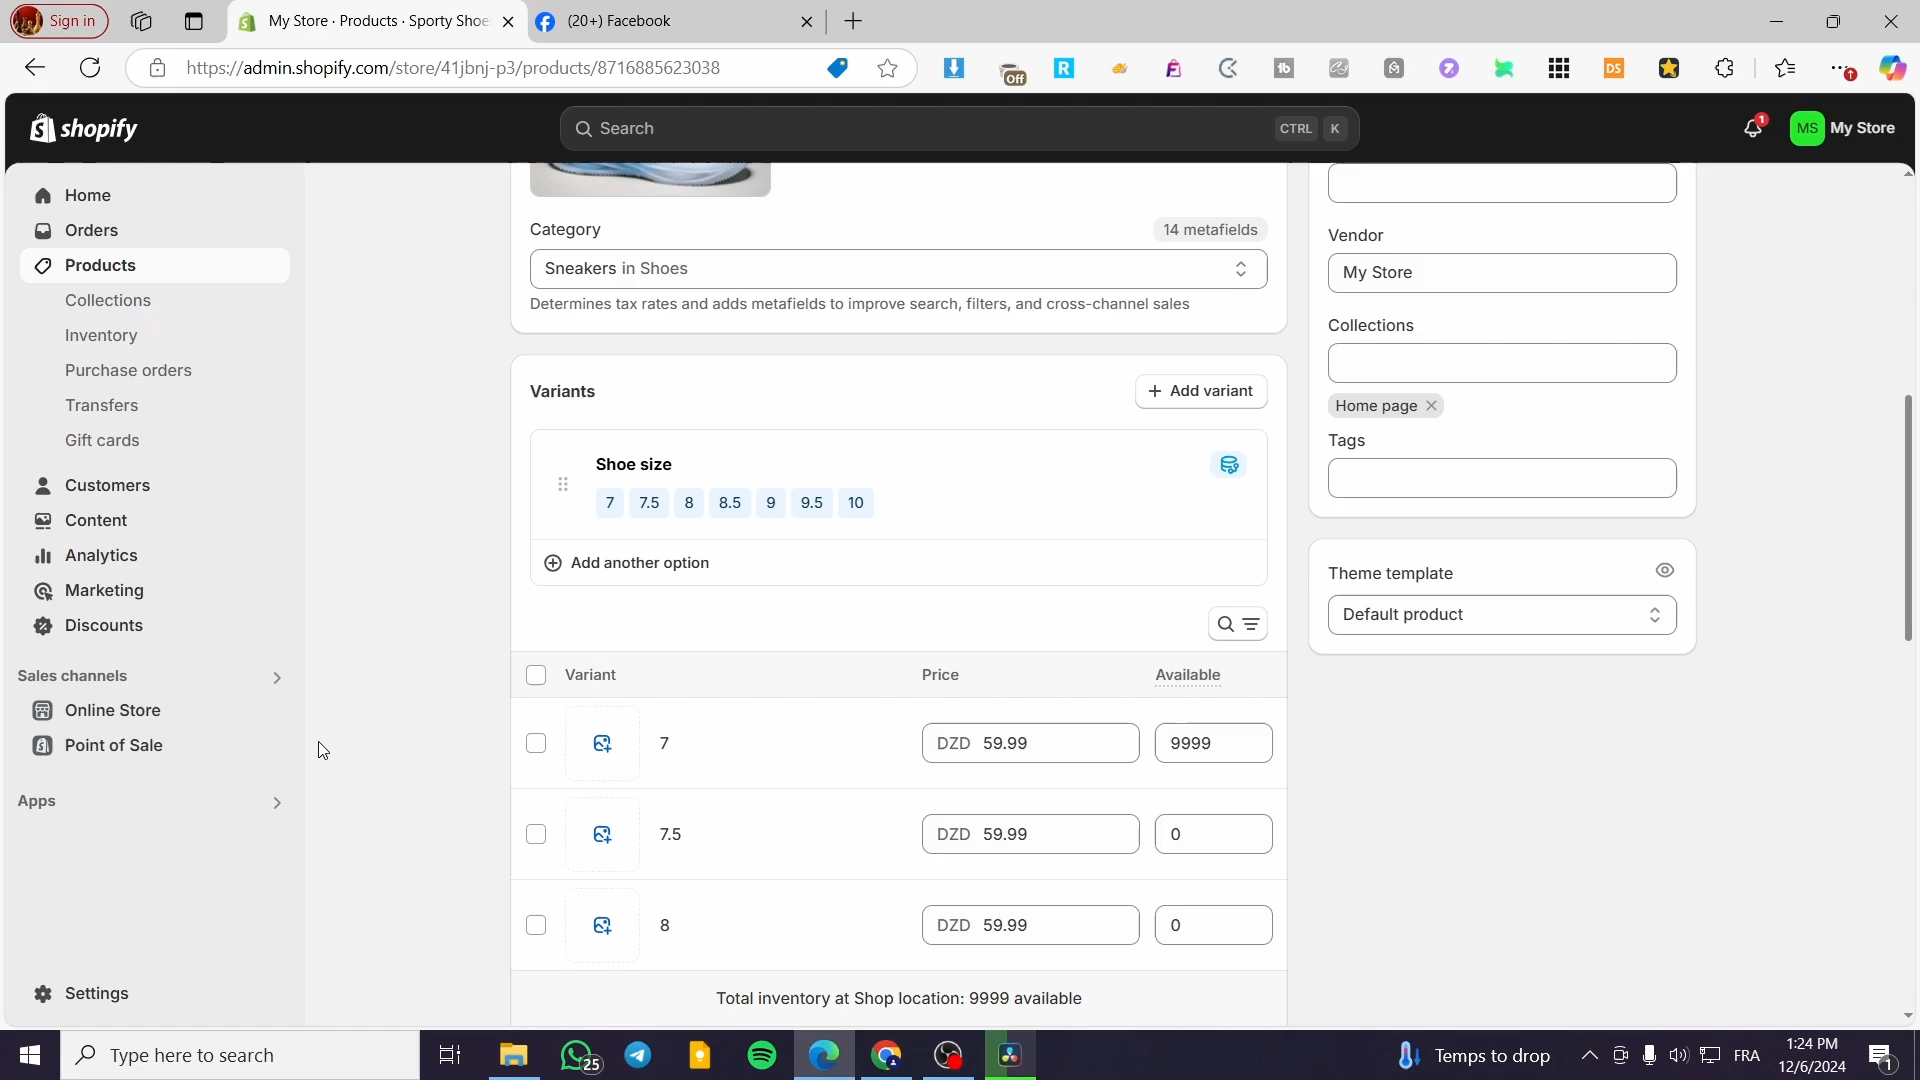 Sign in
My Store · Products · Sporty Shoe
(20+) Facebook
https://admin.shopify.com/store/41jbnj-p3/products/8716885623038
Off
R
tb
DS
shopify
Search
CTRL K
1
MS My Store
Home
Orders
Products
Collections
Inventory
Purchase orders
Transfers
Gift cards
Customers
Content
Analytics
Marketing
Discounts
Sales channels
Online Store
Point of Sale
Apps
Settings
Category
14 metafields
Sneakers in Shoes
Determines tax rates and adds metafields to improve search, filters, and cross-channel sales
Variants
Add variant
Shoe size
7 7.5 8 8.5 9 9.5 10
Add another option
Variant Price Available
7 DZD 59.99 9999
7.5 DZD 59.99 0
8 DZD 59.99 0
Total inventory at Shop location: 9999 available
Vendor
My Store
Collections
Home page
Tags
Theme template
Default product
Type here to search
25
Temps to drop
FRA
1:24 PM
12/6/2024
1